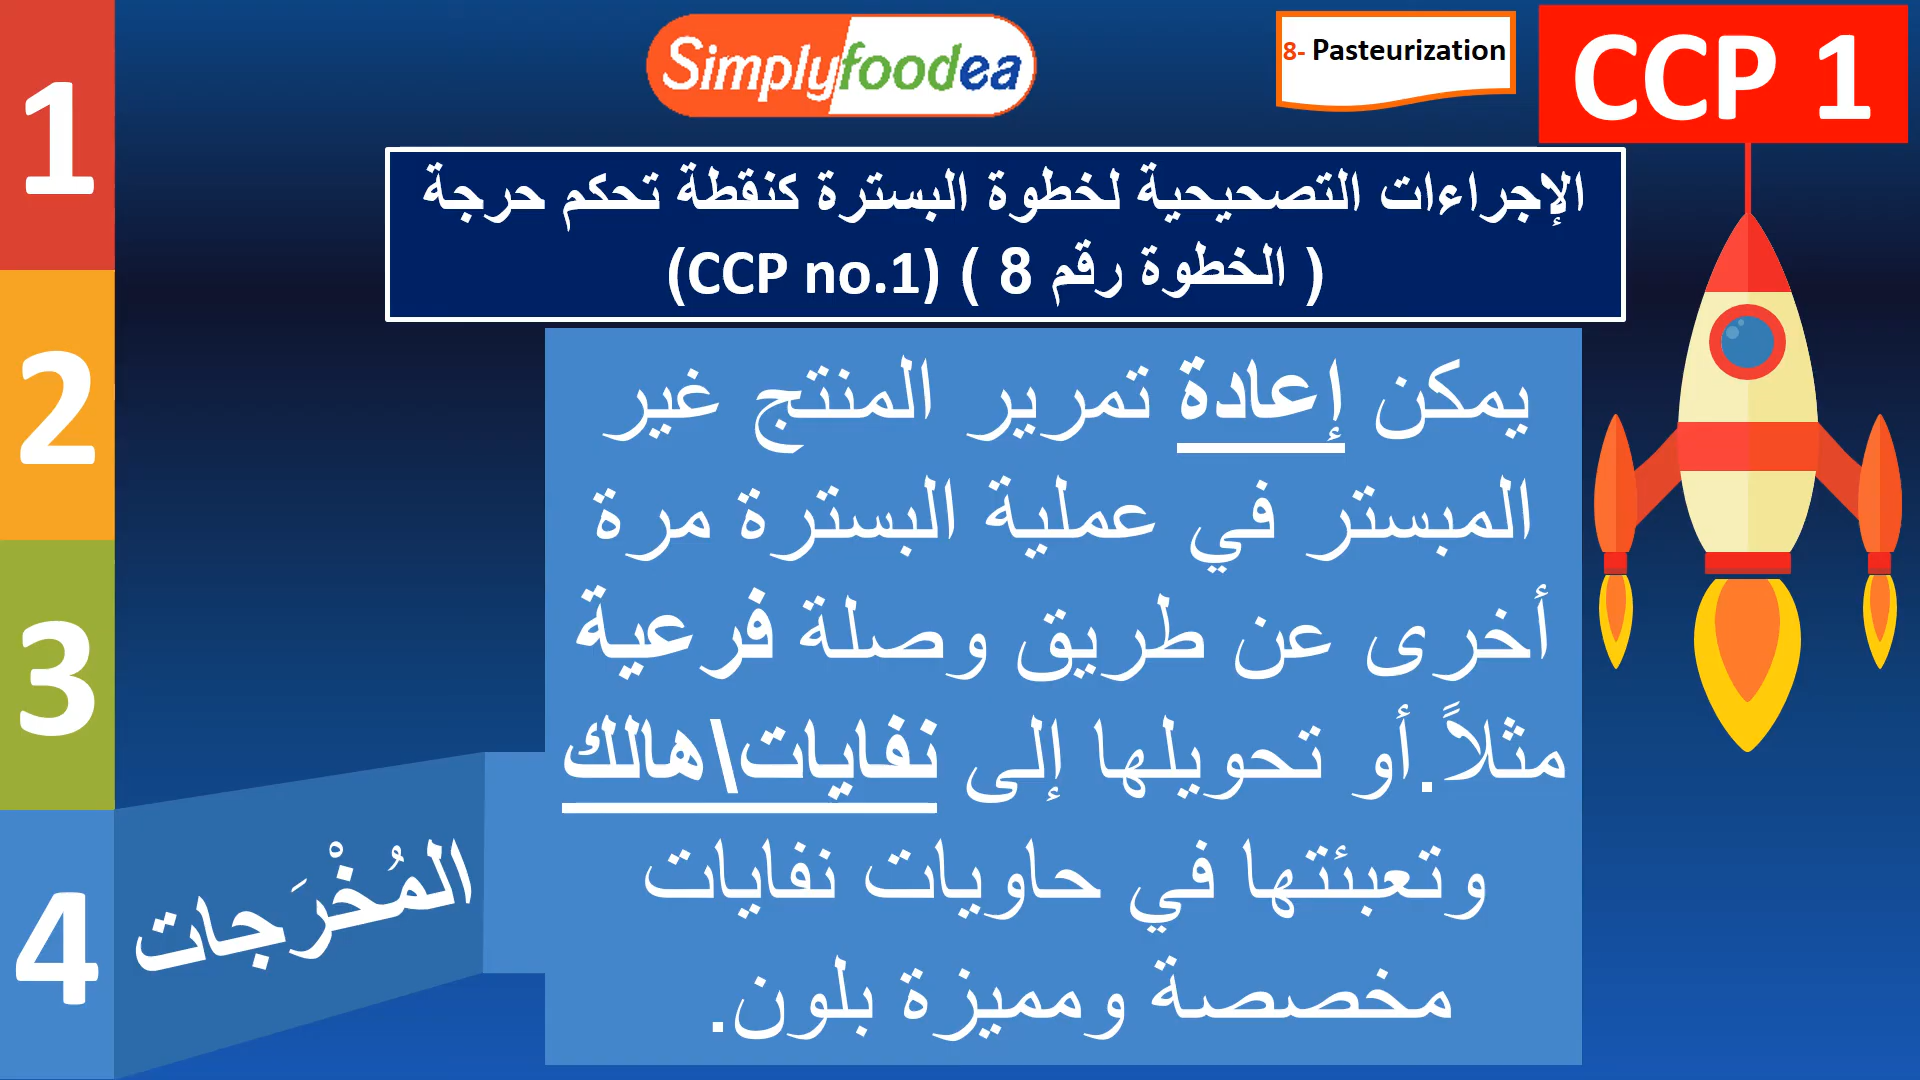 Simplyfoodea
8- Pasteurization
CCP 1
الإجراءات التصحيحية لخطوة البسترة كنقطة تحكم حرجة
( الخطوة رقم 8 ) (CCP no.1)
1
2
3
4
المُخْرَجات
يمكن إعادة تمرير المنتج غير
المبستر في عملية البسترة مرة
أخرى عن طريق وصلة فرعية
مثلاً.أو تحويلها إلى نفايات\هالك
وتعبئتها في حاويات نفايات
مخصصة ومميزة بلون.